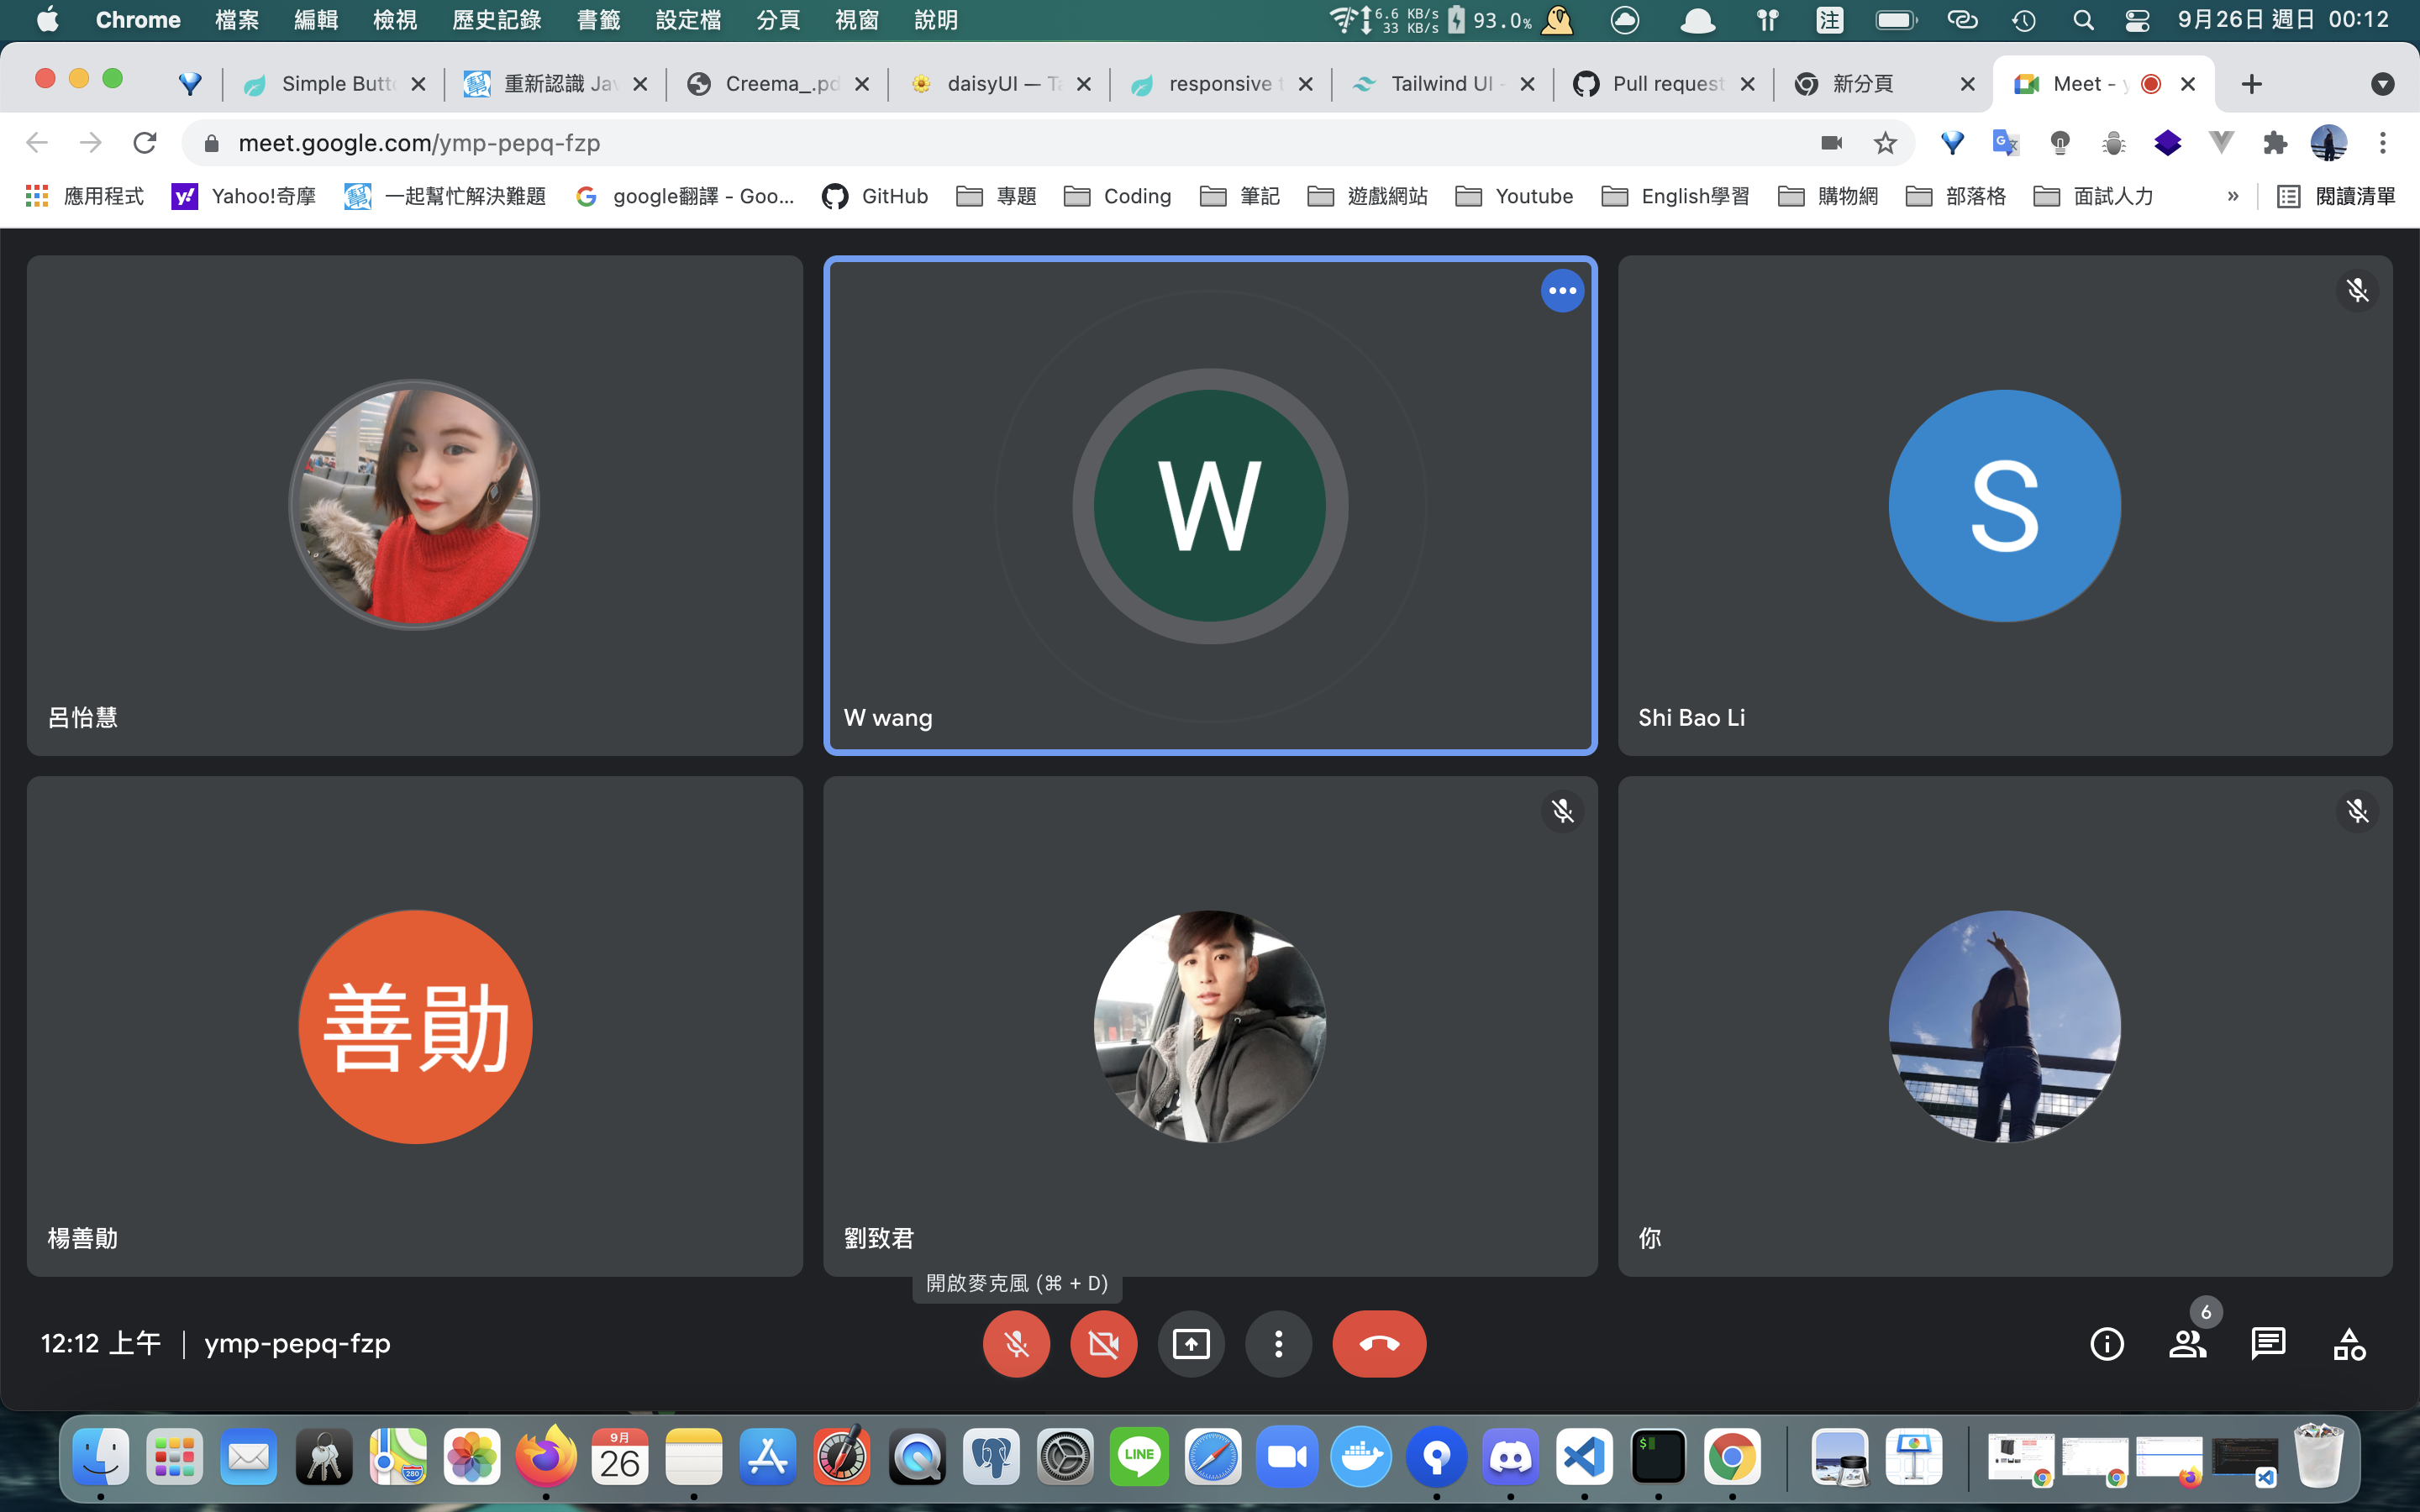 Chrome 檔案 編輯 檢視 歷史記錄 書籤 設定檔 分頁 視窗 說明 6.6 KB/s 33 KB/s 93.0% 注 9月26日 週日 00:12
Simple Butt 重新認識 Ja Creema_.pd daisyUI — Ta responsive t Tailwind UI - Pull request 新分頁 Meet - y
meet.google.com/ymp-pepq-fzp
應用程式 y! Yahoo!奇摩 一起幫忙解決難題 google翻譯 - Goo... GitHub 專題 Coding 筆記 遊戲網站 Youtube English學習 購物網 部落格 面試人力 » 閱讀清單
W
S
呂怡慧
W wang
Shi Bao Li
善勛
楊善勛
劉致君
你
開啟麥克風 (⌘ + D)
6
12:12 上午 | ymp-pepq-fzp
280
9月
26
LINE
$